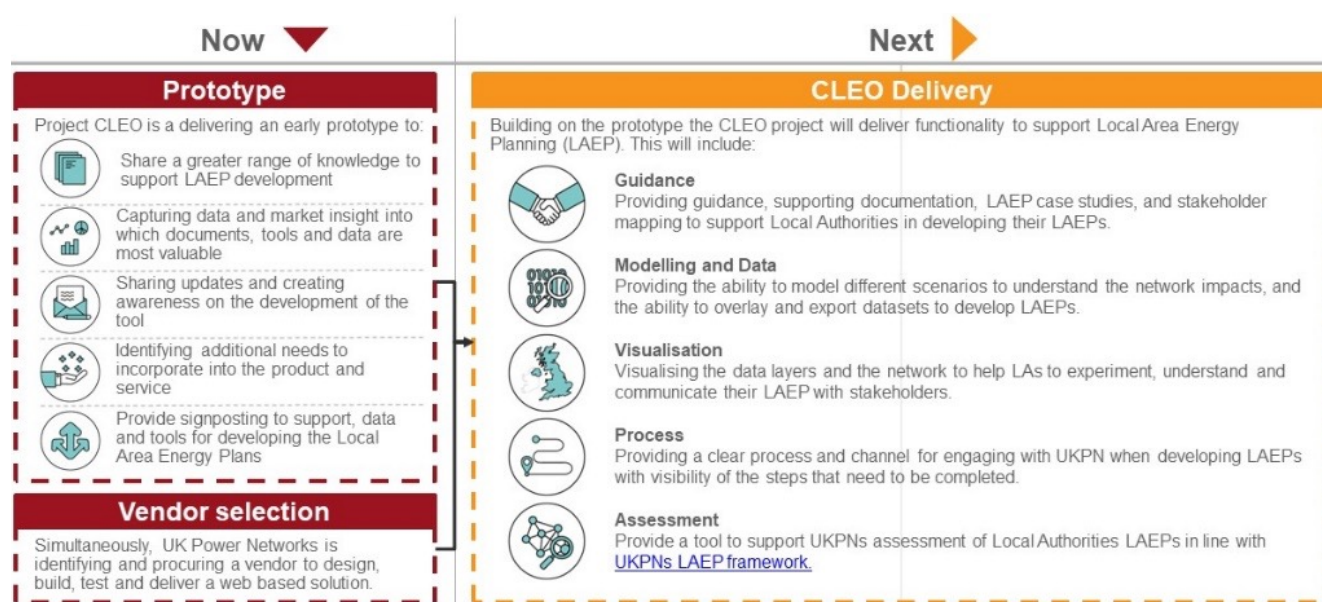 Now
Next
Prototype
Project CLEO is a delivering an early prototype to:
Share a greater range of knowledge to
support LAEP development
Capturing data and market insight into
which documents, tools and data are
most valuable
Sharing updates and creating
awareness on the development of the
tool
Identifying additional needs to
incorporate into the product and
service
Provide signposting to support, data
and tools for developing the Local
Area Energy Plans
Vendor selection
Simultaneously, UK Power Networks is
identifying and procuring a vendor to design,
build, test and deliver a web based solution.
CLEO Delivery
Building on the prototype the CLEO project will deliver functionality to support Local Area Energy
Planning (LAEP). This will include:
Guidance
Providing guidance, supporting documentation, LAEP case studies, and stakeholder
mapping to support Local Authorities in developing their LAEPs.
Modelling and Data
Providing the ability to model different scenarios to understand the network impacts, and
the ability to overlay and export datasets to develop LAEPs.
Visualisation
Visualising the data layers and the network to help LAs to experiment, understand and
communicate their LAEP with stakeholders.
Process
Providing a clear process and channel for engaging with UKPN when developing LAEPs
with visibility of the steps that need to be completed.
Assessment
Provide a tool to support UKPNs assessment of Local Authorities LAEPs in line with
UKPNs LAEP framework.